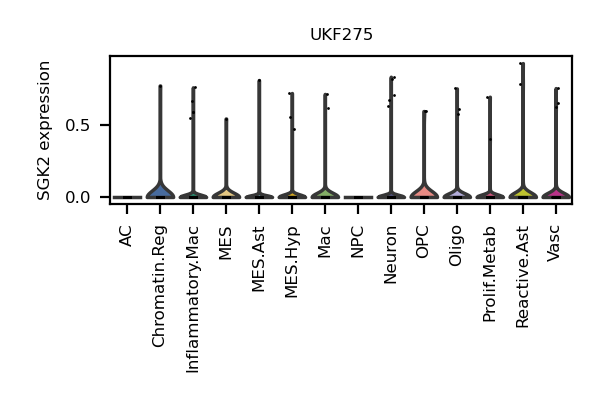 UKF275
SGK2 expression
0.5
0.0
AC
Chromatin.Reg
Inflammatory.Mac
MES
MES.Ast
MES.Hyp
Mac
NPC
Neuron
OPC
Oligo
Prolif.Metab
Reactive.Ast
Vasc